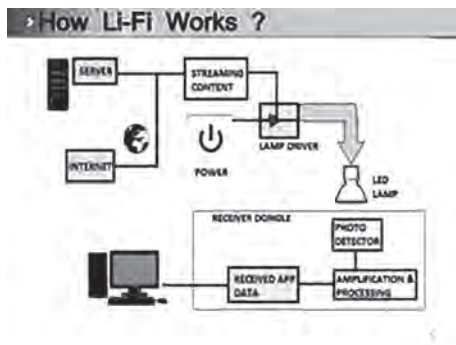 How Li-Fi Works ?
SERVER
STREAMING
CONTENT
LAMP DRIVER
INTERNET
POWER
LED
LAMP
RECEIVER DONGLE
PHOTO
DETECTOR
RECEIVED APP
DATA
AMPLIFICATION &
PROCESSING